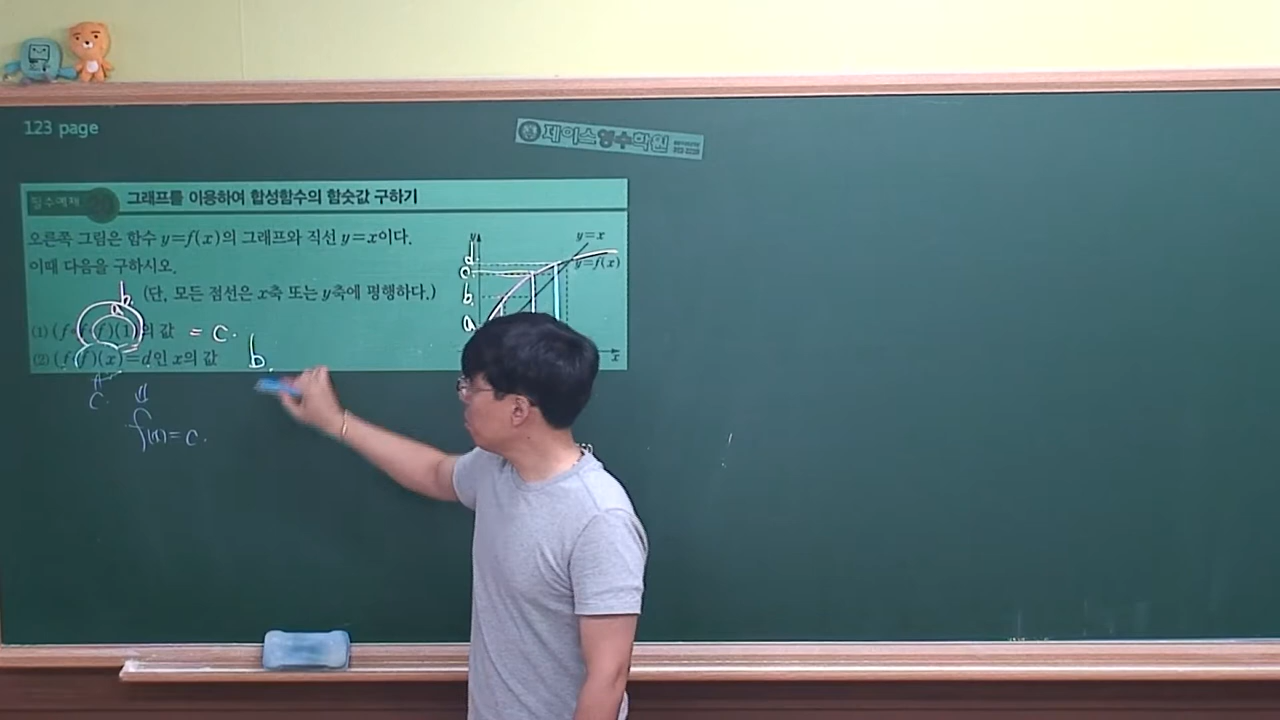 123 page
제이스영수학원
필수예제 그래프를 이용하여 합성함수의 함숫값 구하기
오른쪽 그림은 함수 y=f(x)의 그래프와 직선 y=x이다.
이때 다음을 구하시오.
(단, 모든 점선은 x축 또는 y축에 평행하다.)
b
a
(1) (f∘f∘f)(1)의 값 = c.
(2) (f∘f)(x)=d인 x의 값 b.
c.
f(x)=c.
y
d
c
b
a
y=x
y=f(x)
x